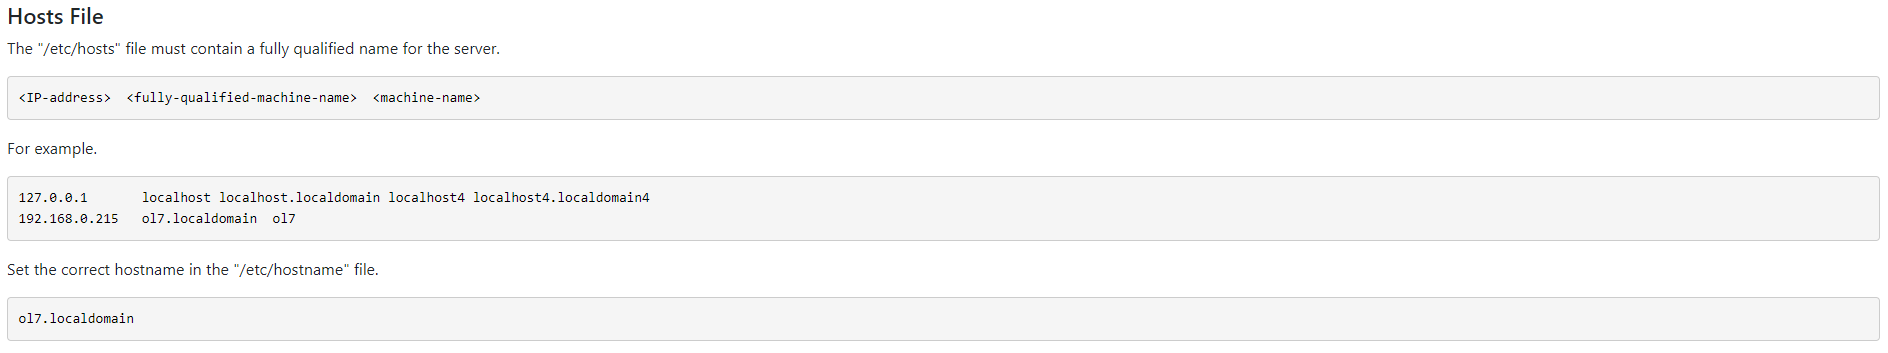 Hosts File
The "/etc/hosts" file must contain a fully qualified name for the server.
<IP-address>  <fully-qualified-machine-name>  <machine-name>
For example.
127.0.0.1       localhost localhost.localdomain localhost4 localhost4.localdomain4
192.168.0.215   ol7.localdomain  ol7
Set the correct hostname in the "/etc/hostname" file.
ol7.localdomain